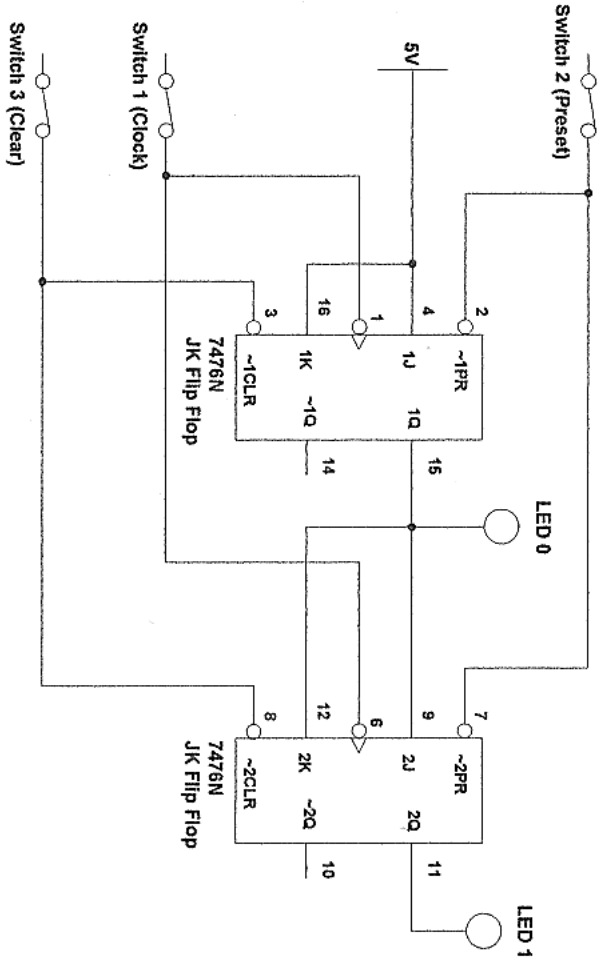 Switch 2 (Preset)
5V
Switch 1 (Clock)
Switch 3 (Clear)
2
4
1
16
3
~1PR
1J
1K
~1CLR
1Q
~1Q
15
14
7476N
JK Flip Flop
LED 0
7
9
6
12
8
~2PR
2J
2K
~2CLR
2Q
~2Q
11
10
7476N
JK Flip Flop
LED 1